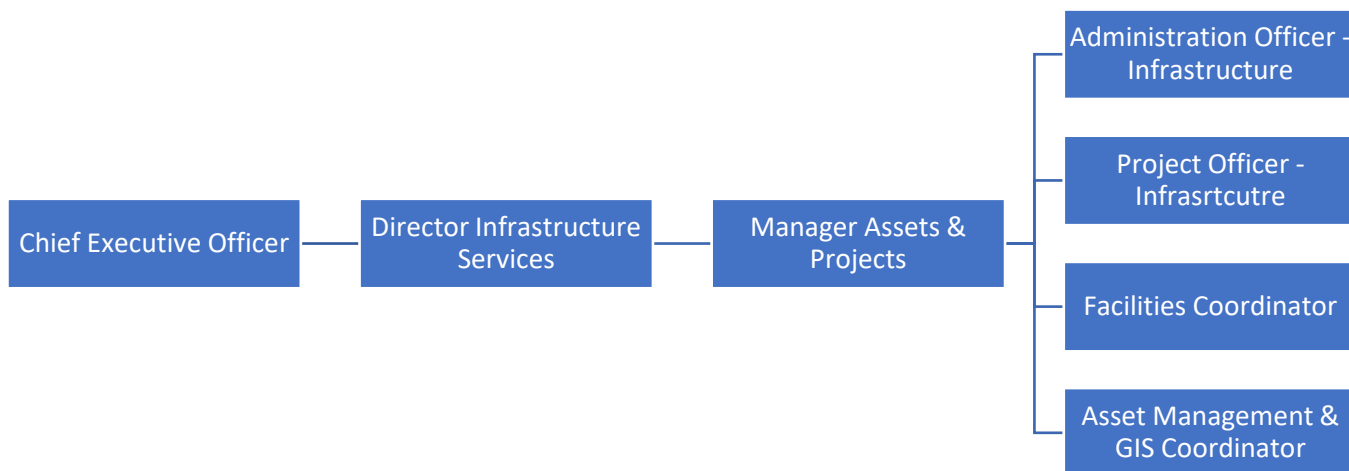 Chief Executive Officer
Director Infrastructure
Services
Manager Assets &
Projects
Administration Officer -
Infrastructure
Project Officer -
Infrasrtcutre
Facilities Coordinator
Asset Management &
GIS Coordinator